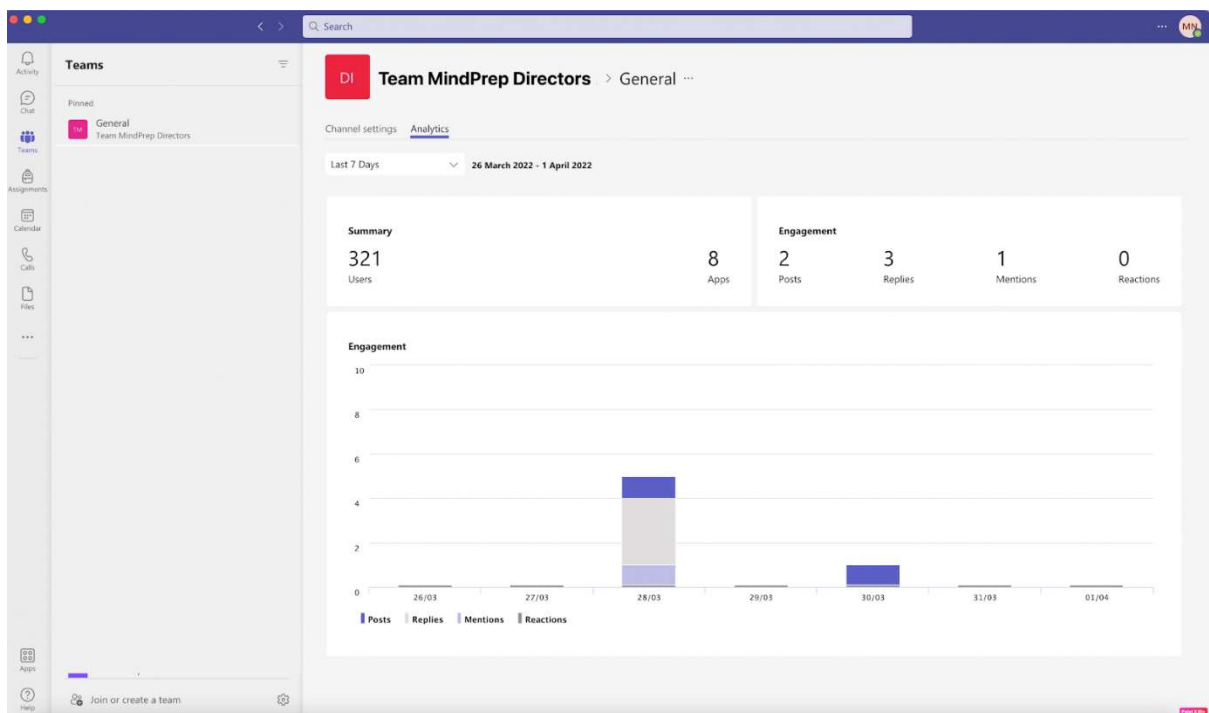 Search
MN
Activity
Chat
Teams
Assignments
Calendar
Calls
Files
Apps
Help
Teams
Pinned
TM
General
Team MindPrep Directors
Join or create a team
DI
Team MindPrep Directors > General ...
Channel settings Analytics
Last 7 Days 26 March 2022 - 1 April 2022
Summary
321 8
Users Apps
Engagement
2 3 1 0
Posts Replies Mentions Reactions
Engagement
10
8
6
4
2
0
26/03 27/03 28/03 29/03 30/03 31/03 01/04
Posts Replies Mentions Reactions